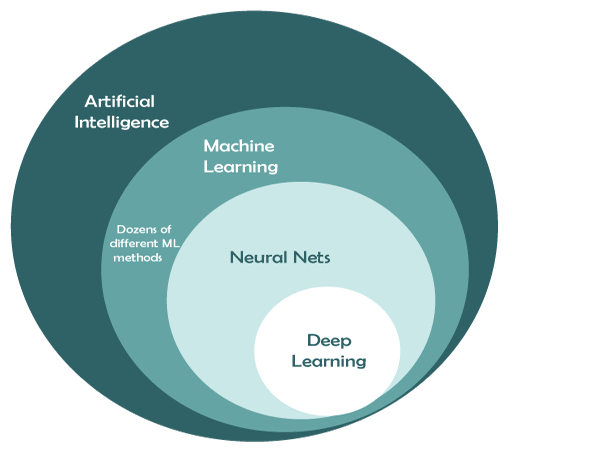 Artificial
Intelligence
Machine
Learning
Dozens of
different ML
methods
Neural Nets
Deep
Learning